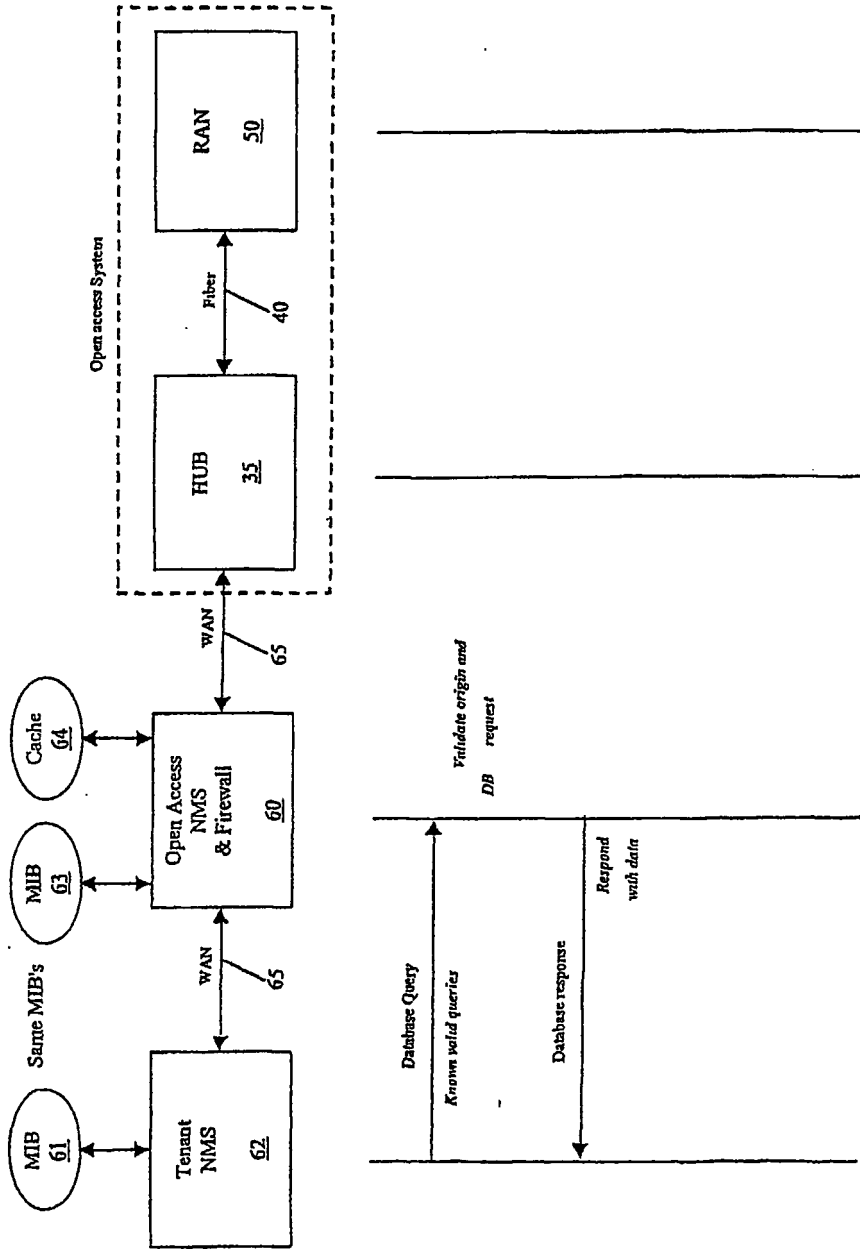 MIB
61
Same MIB's
MIB
63
Cache
64
Open access System
Tenant
NMS
62
WAN
65
Open Access
NMS
& Firewall
60
WAN
65
HUB
35
Fiber
40
RAN
50
Database Query
Known valid queries
Validate origin and
DB request
Database response
Respond
with data